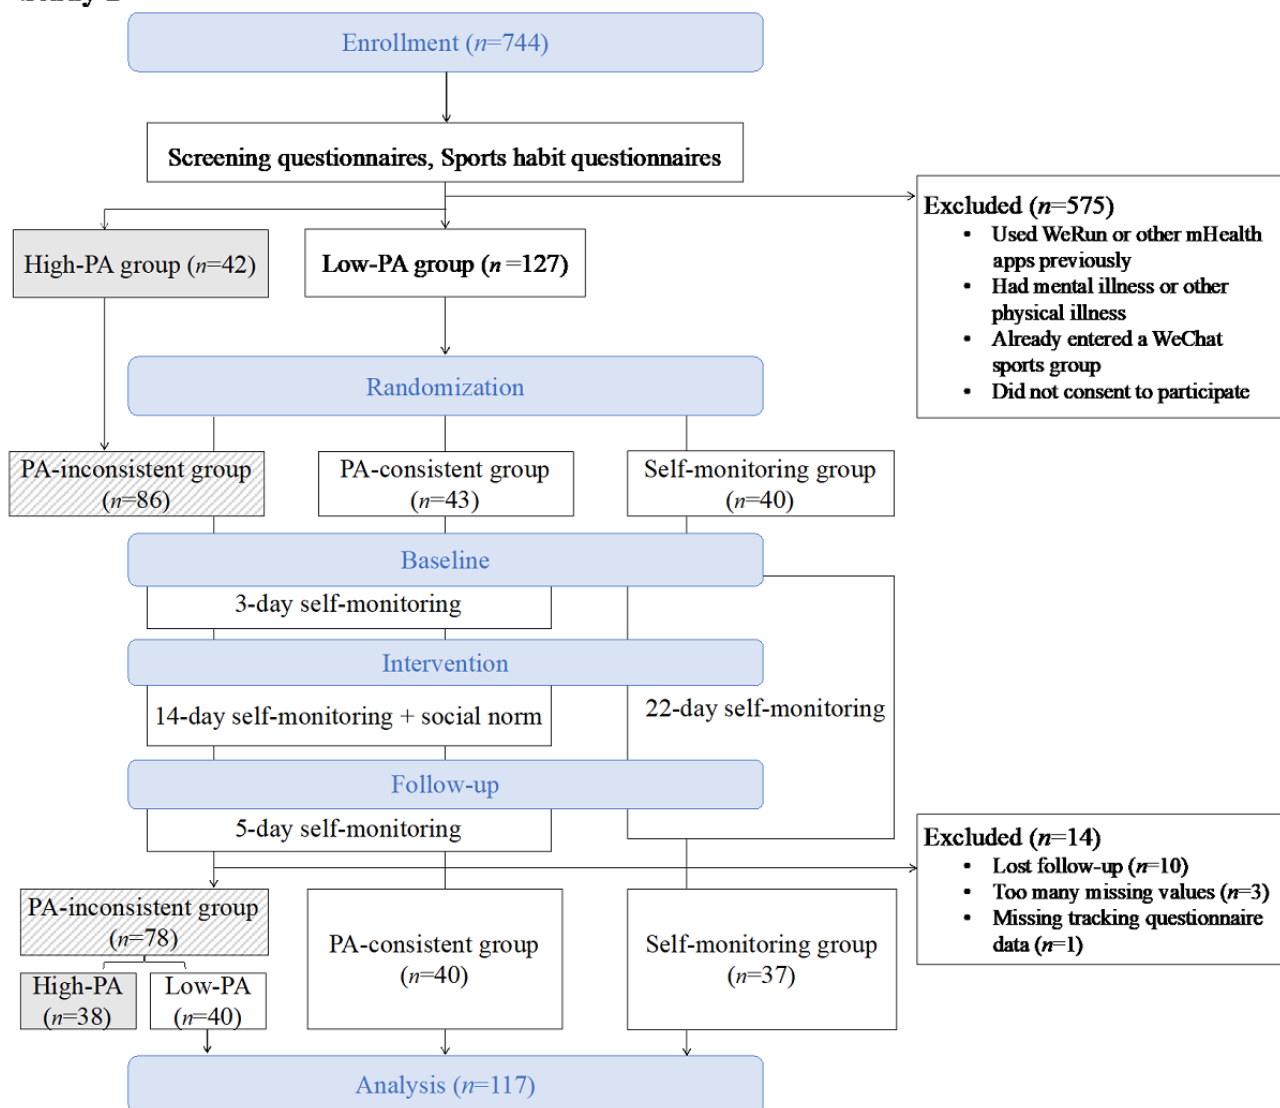 Enrollment (n=744)
Screening questionnaires, Sports habit questionnaires
Excluded (n=575)
▪ Used WeRun or other mHealth
apps previously
▪ Had mental illness or other
physical illness
▪ Already entered a WeChat
sports group
▪ Did not consent to participate
High-PA group (n=42)
Low-PA group (n=127)
Randomization
PA-inconsistent group
(n=86)
PA-consistent group
(n=43)
Self-monitoring group
(n=40)
Baseline
3-day self-monitoring
Intervention
14-day self-monitoring + social norm
22-day self-monitoring
Follow-up
5-day self-monitoring
Excluded (n=14)
▪ Lost follow-up (n=10)
▪ Too many missing values (n=3)
▪ Missing tracking questionnaire
data (n=1)
PA-inconsistent group
(n=78)
High-PA
(n=38)
Low-PA
(n=40)
PA-consistent group
(n=40)
Self-monitoring group
(n=37)
Analysis (n=117)